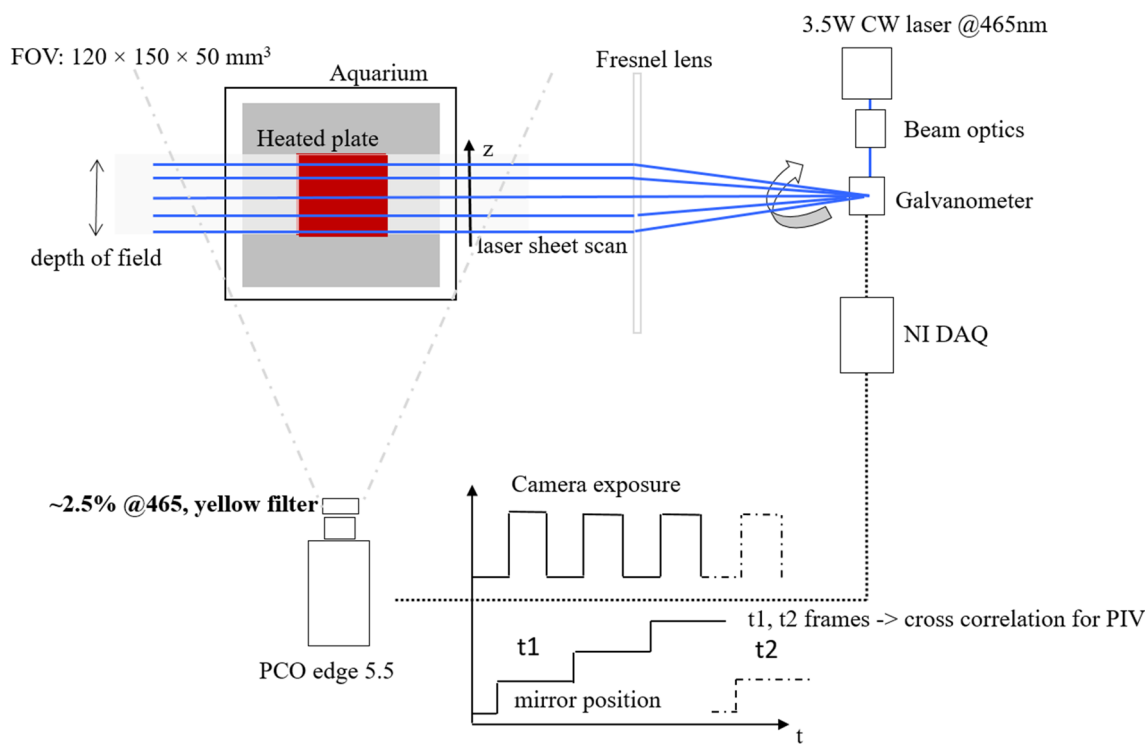 3.5W CW laser @465nm
FOV: 120 × 150 × 50 mm³
Fresnel lens
Aquarium
Beam optics
Heated plate
z
Galvanometer
laser sheet scan
depth of field
NI DAQ
Camera exposure
~2.5% @465, yellow filter
t1, t2 frames -> cross correlation for PIV
t1
t2
PCO edge 5.5
mirror position
t